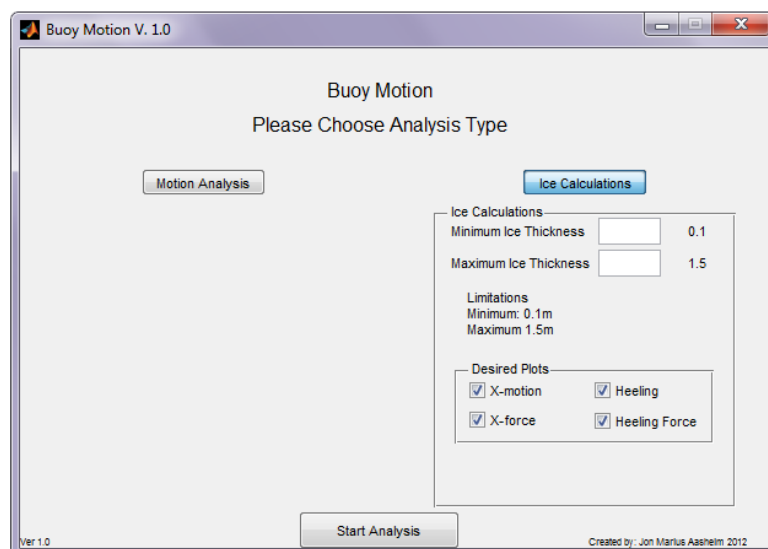 Buoy Motion V. 1.0
Buoy Motion
Please Choose Analysis Type
Motion Analysis
Ice Calculations
Ice Calculations
Minimum Ice Thickness 0.1
Maximum Ice Thickness 1.5
Limitations
Minimum: 0.1m
Maximum 1.5m
Desired Plots
X-motion Heeling
X-force Heeling Force
Start Analysis
Ver 1.0
Created by: Jon Marius Aasheim 2012